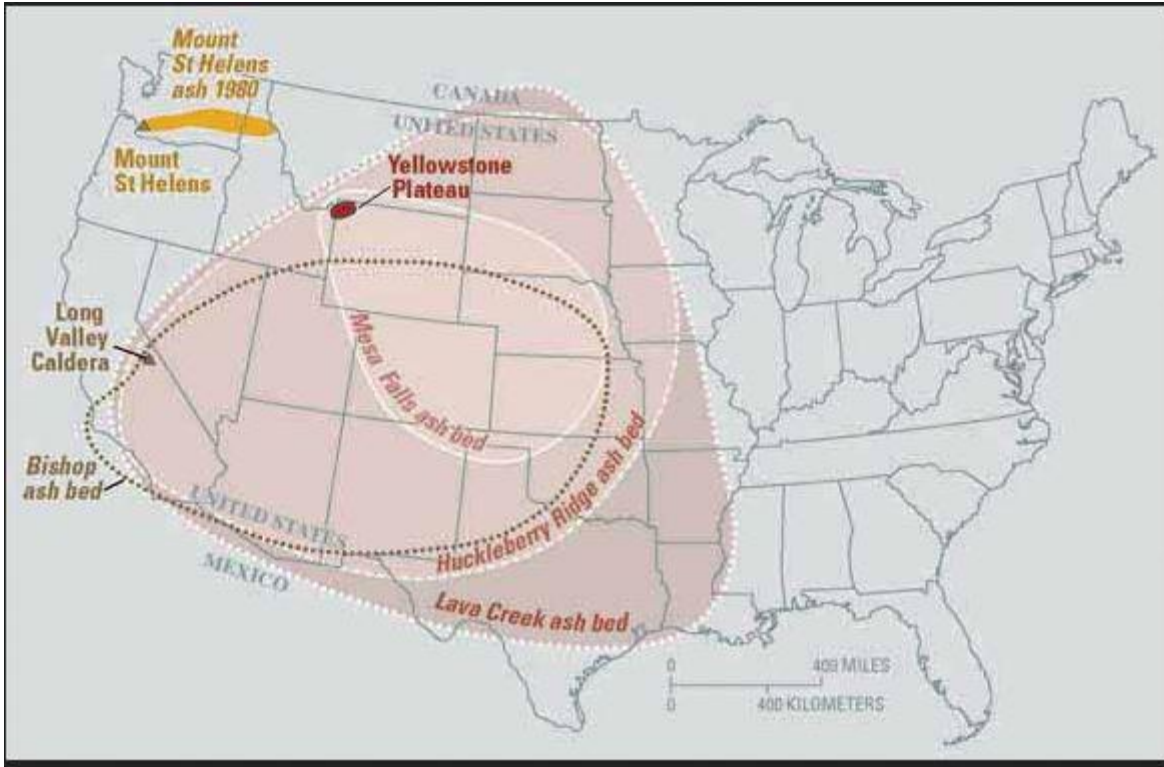 Mount
St Helens
ash 1980
Mount
St Helens
CANADA
UNITED STATES
Yellowstone
Plateau
Long
Valley
Caldera
Mesa Falls ash bed
Bishop
ash bed
UNITED STATES
MEXICO
Huckleberry Ridge ash bed
Lava Creek ash bed
0 400 MILES
0 400 KILOMETERS